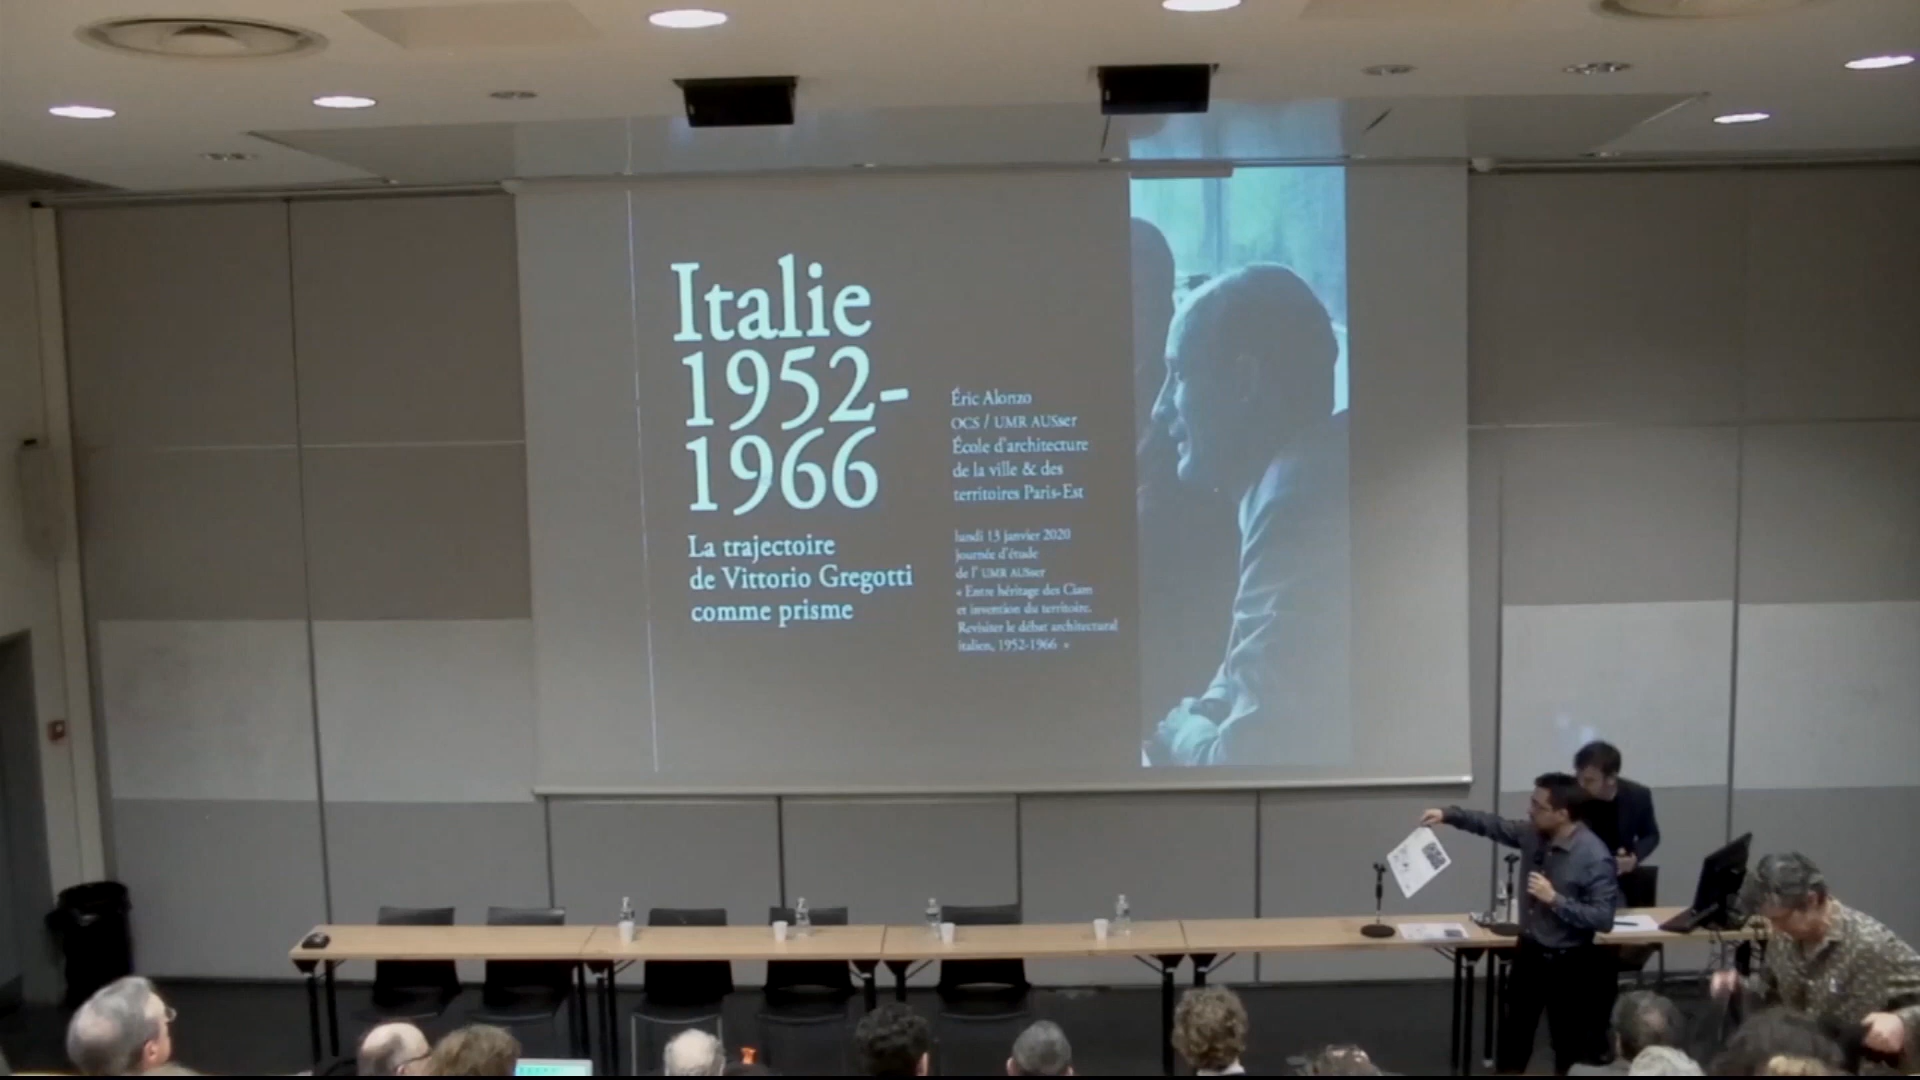 Italie
1952-
1966
La trajectoire
de Vittorio Gregotti
comme prisme
Éric Alonzo
OCS / UMR AUSser
École d'architecture
de la ville & des
territoires Paris-Est
lundi 13 janvier 2020
journée d'étude
de l' UMR AUSser
« Entre héritage des Ciam
et invention du territoire.
Revisiter le débat architectural
italien, 1952-1966 »